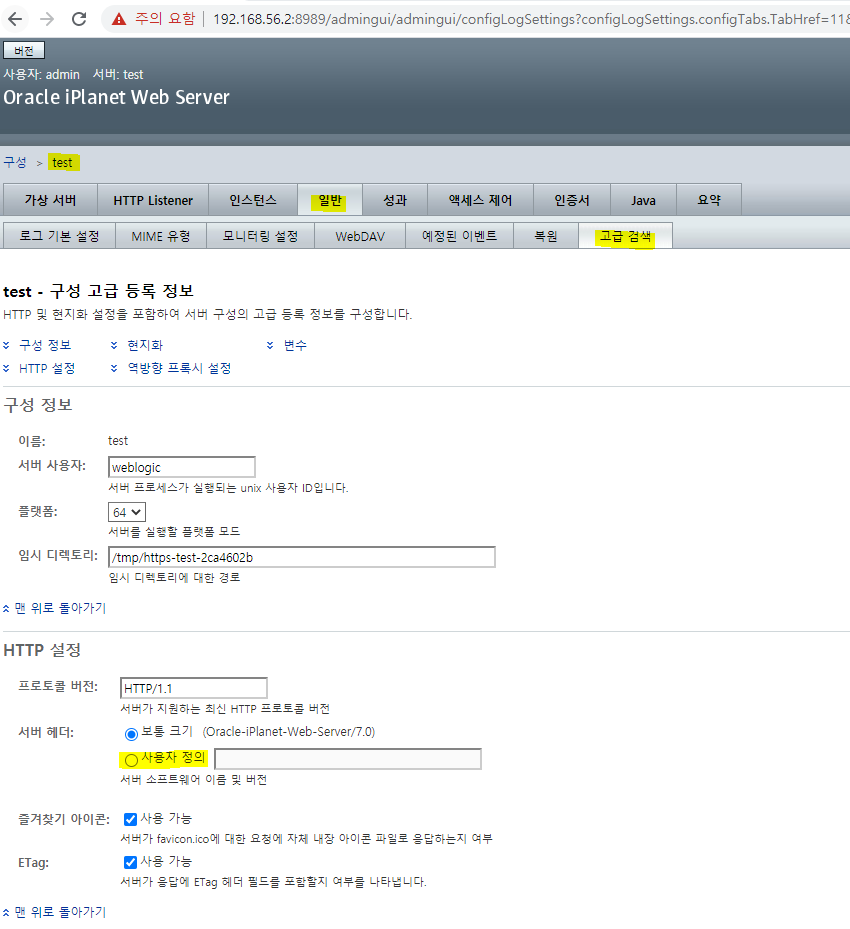 주의 요함 192.168.56.2:8989/admingui/admingui/configLogSettings?configLogSettings.configTabs.TabHref=11&
버전
사용자: admin 서버: test
Oracle iPlanet Web Server
구성 > test
가상 서버 HTTP Listener 인스턴스 일반 성과 액세스 제어 인증서 Java 요약
로그 기본 설정 MIME 유형 모니터링 설정 WebDAV 예정된 이벤트 복원 고급 검색
test - 구성 고급 등록 정보
HTTP 및 현지화 설정을 포함하여 서버 구성의 고급 등록 정보를 구성합니다.
구성 정보 현지화 변수
HTTP 설정 역방향 프록시 설정
구성 정보
이름: test
서버 사용자: weblogic
서버 프로세스가 실행되는 unix 사용자 ID입니다.
플랫폼: 64
서버를 실행할 플랫폼 모드
임시 디렉토리: /tmp/https-test-2ca4602b
임시 디렉토리에 대한 경로
맨 위로 돌아가기
HTTP 설정
프로토콜 버전: HTTP/1.1
서버가 지원하는 최신 HTTP 프로토콜 버전
서버 헤더: 보통 크기 (Oracle-iPlanet-Web-Server/7.0)
사용자 정의
서버 소프트웨어 이름 및 버전
즐겨찾기 아이콘: 사용 가능
서버가 favicon.ico에 대한 요청에 자체 내장 아이콘 파일로 응답하는지 여부
ETag: 사용 가능
서버가 응답에 ETag 헤더 필드를 포함할지 여부를 나타냅니다.
맨 위로 돌아가기